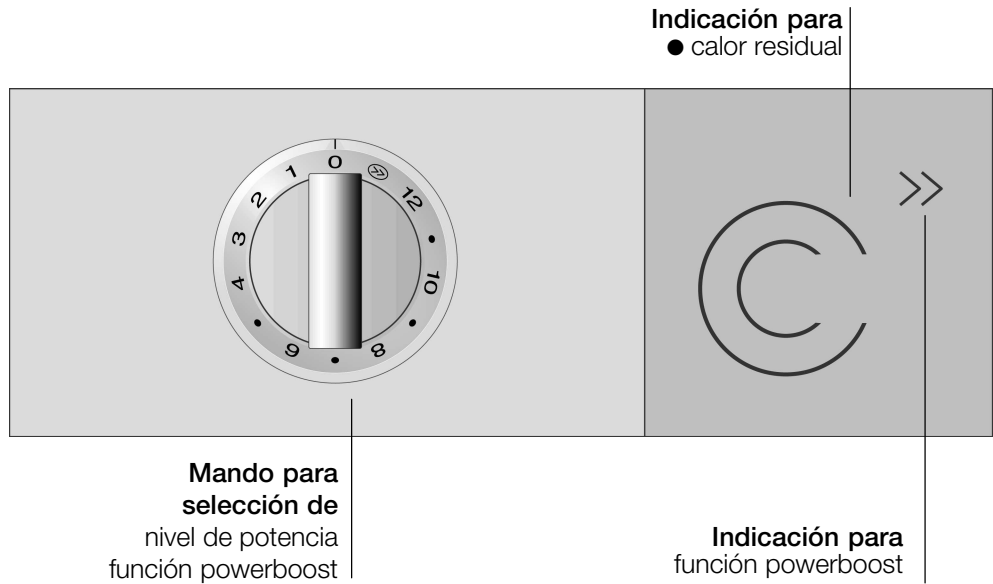 Indicación para
● calor residual
0
1
2
3
4
•
6
•
8
•
10
•
12
Mando para
selección de
nivel de potencia
función powerboost
Indicación para
función powerboost